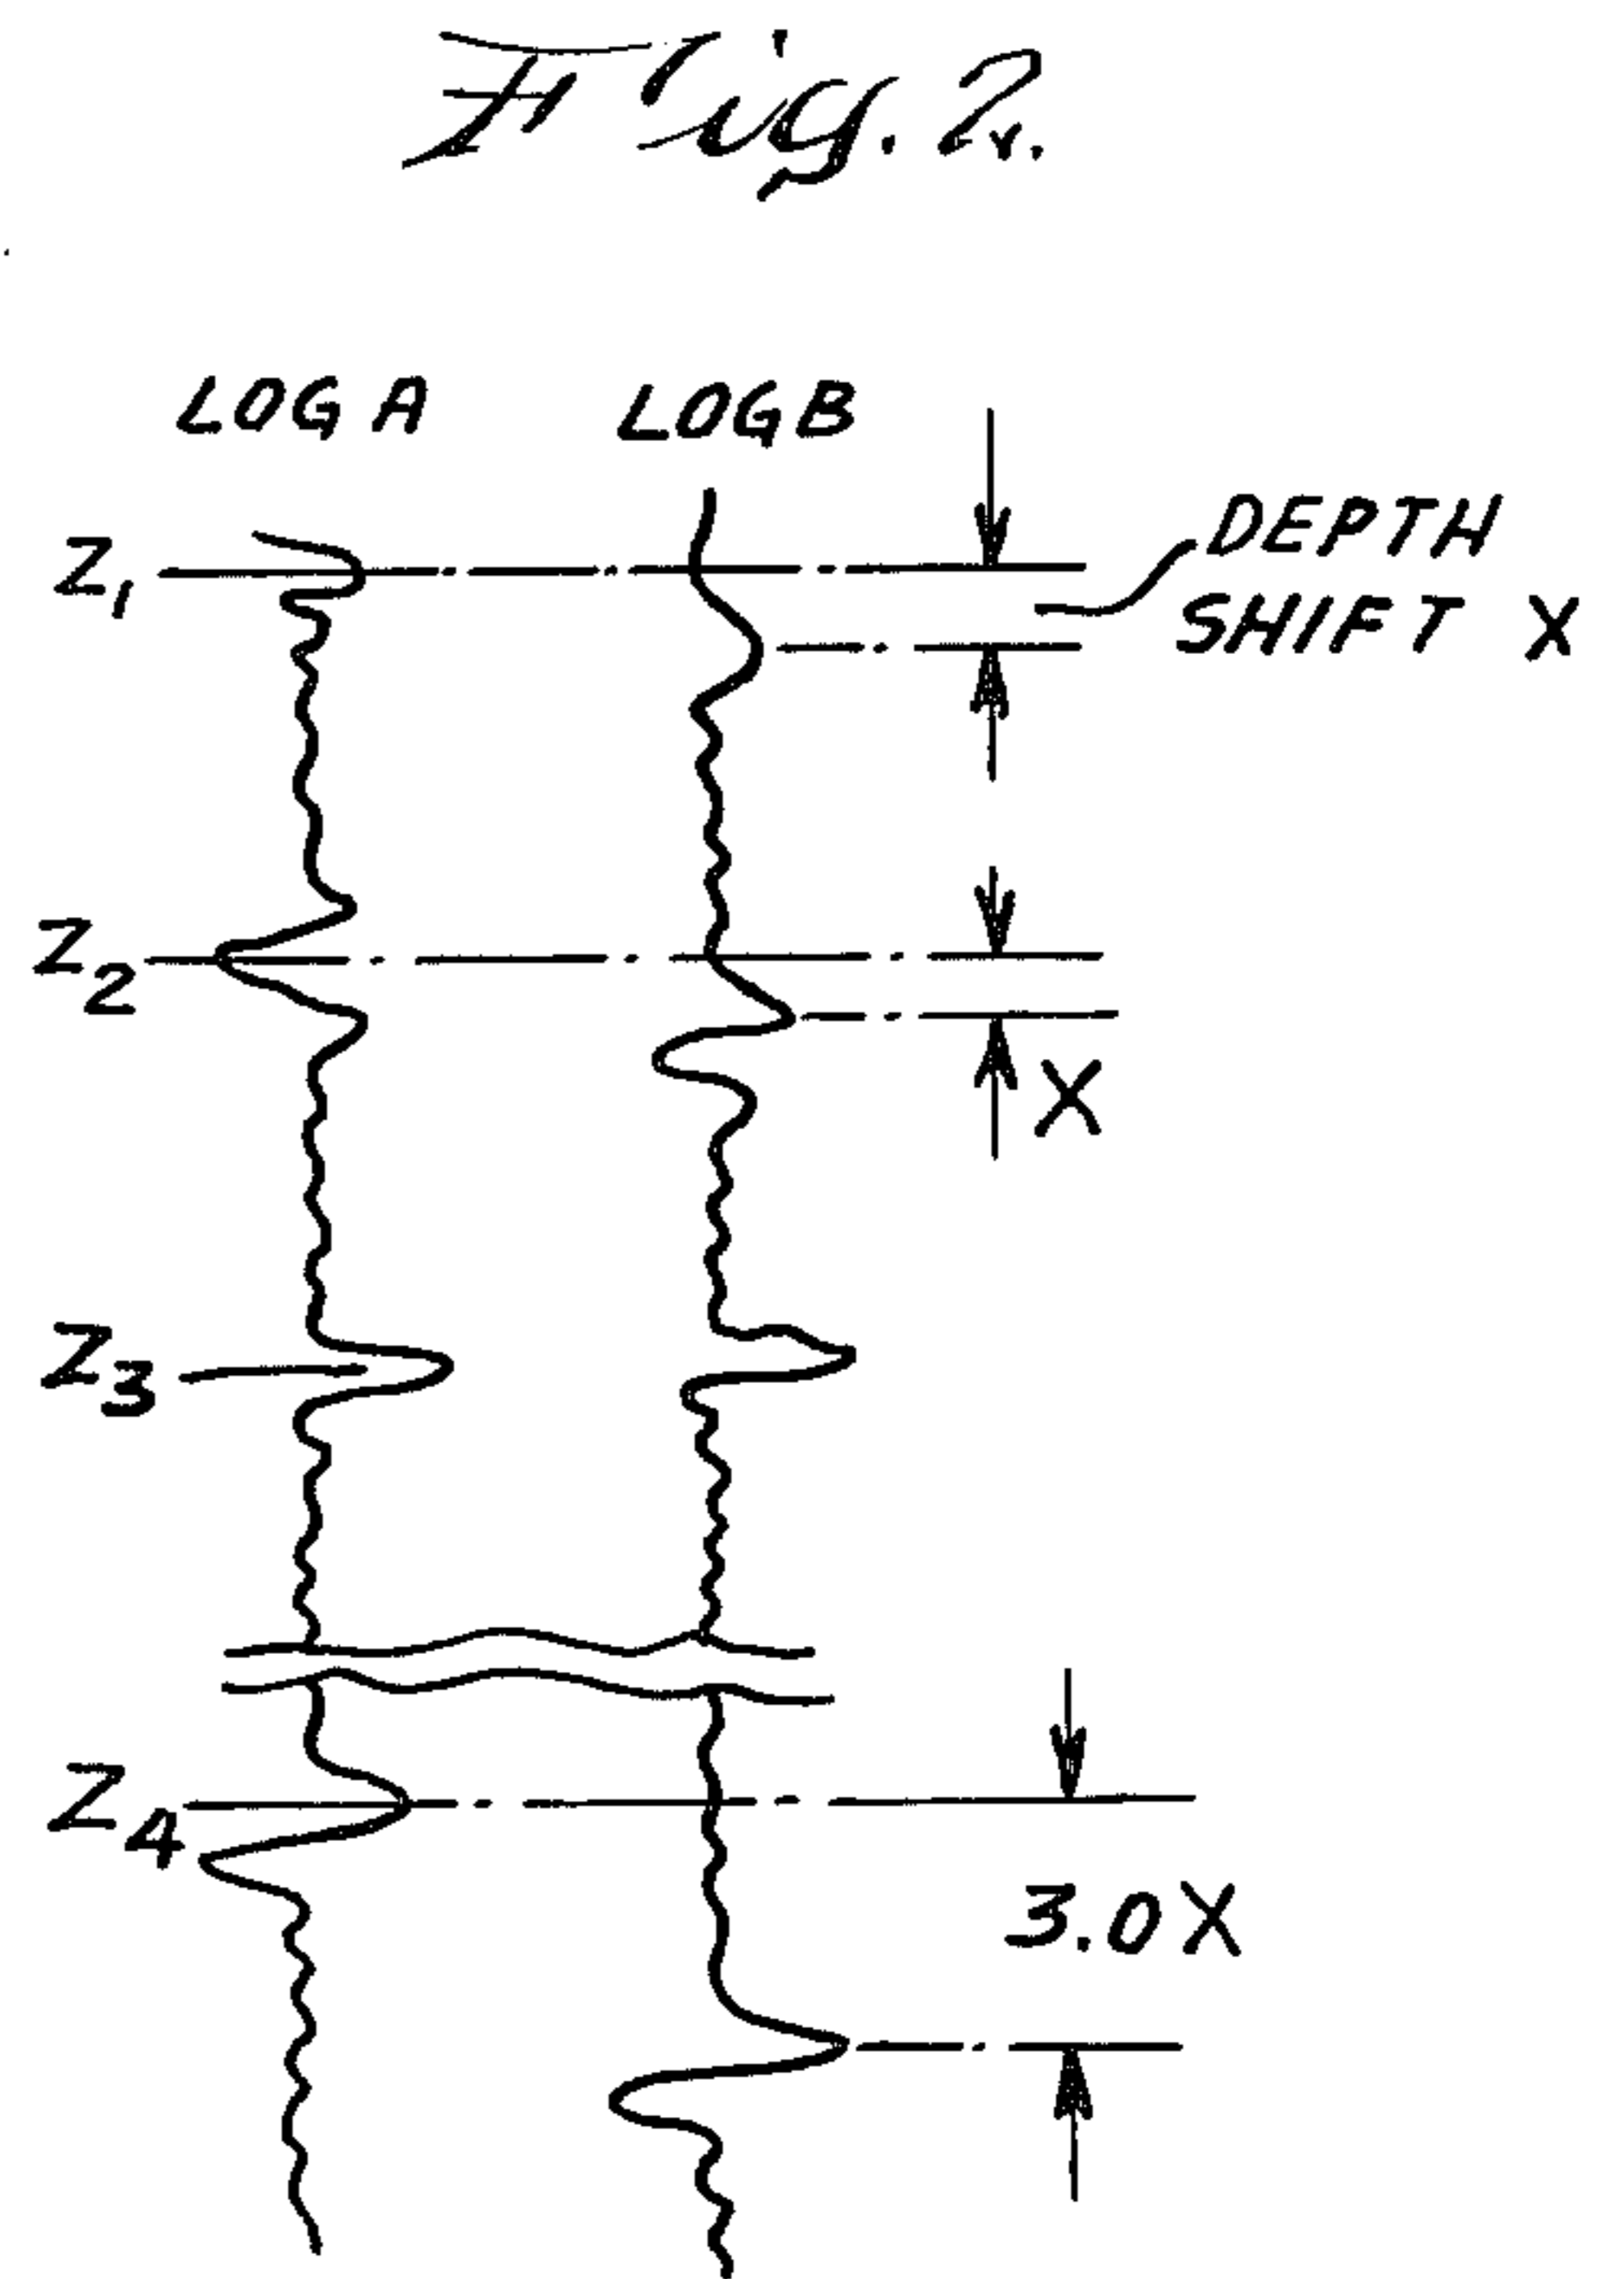 Fig. 2.
LOG A
LOG B
DEPTH
SHIFT X
Z1
Z2
X
Z3
Z4
3.0X